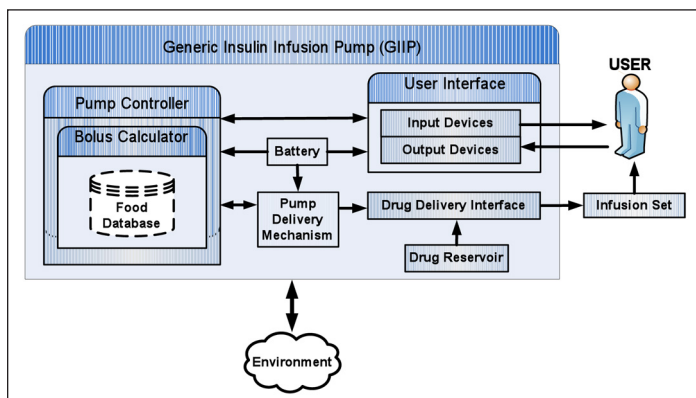 Generic Insulin Infusion Pump (GIIP)
Pump Controller
Bolus Calculator
Food
Database
Battery
Pump
Delivery
Mechanism
User Interface
Input Devices
Output Devices
Drug Delivery Interface
Drug Reservoir
USER
Infusion Set
Environment